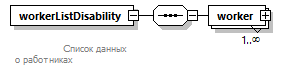 workerListDisability
worker
1..∞
Список данных
о работниках